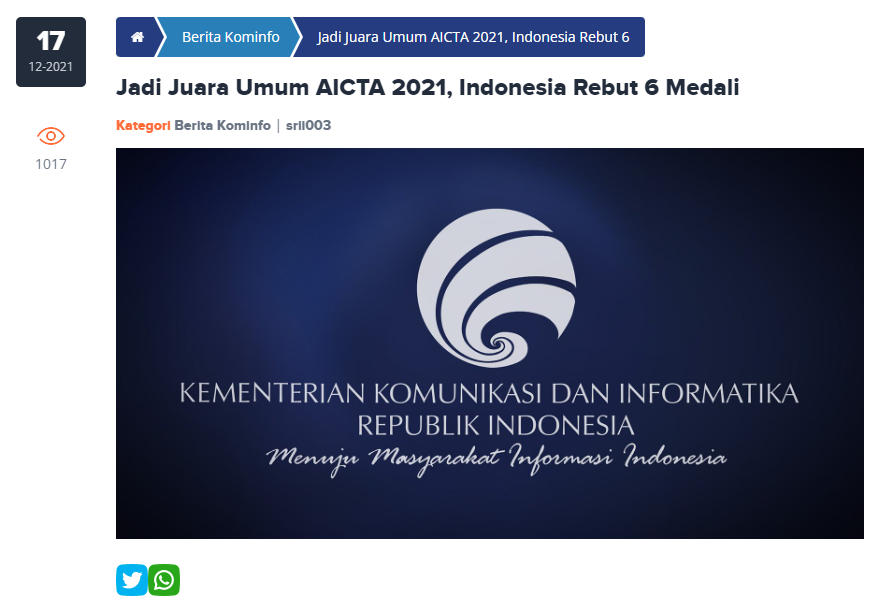 17
12-2021
1017
Berita Kominfo
Jadi Juara Umum AICTA 2021, Indonesia Rebut 6
Jadi Juara Umum AICTA 2021, Indonesia Rebut 6 Medali
Kategori Berita Kominfo | srii003
KEMENTERIAN KOMUNIKASI DAN INFORMATIKA
REPUBLIK INDONESIA
Menuju Masyarakat Informasi Indonesia